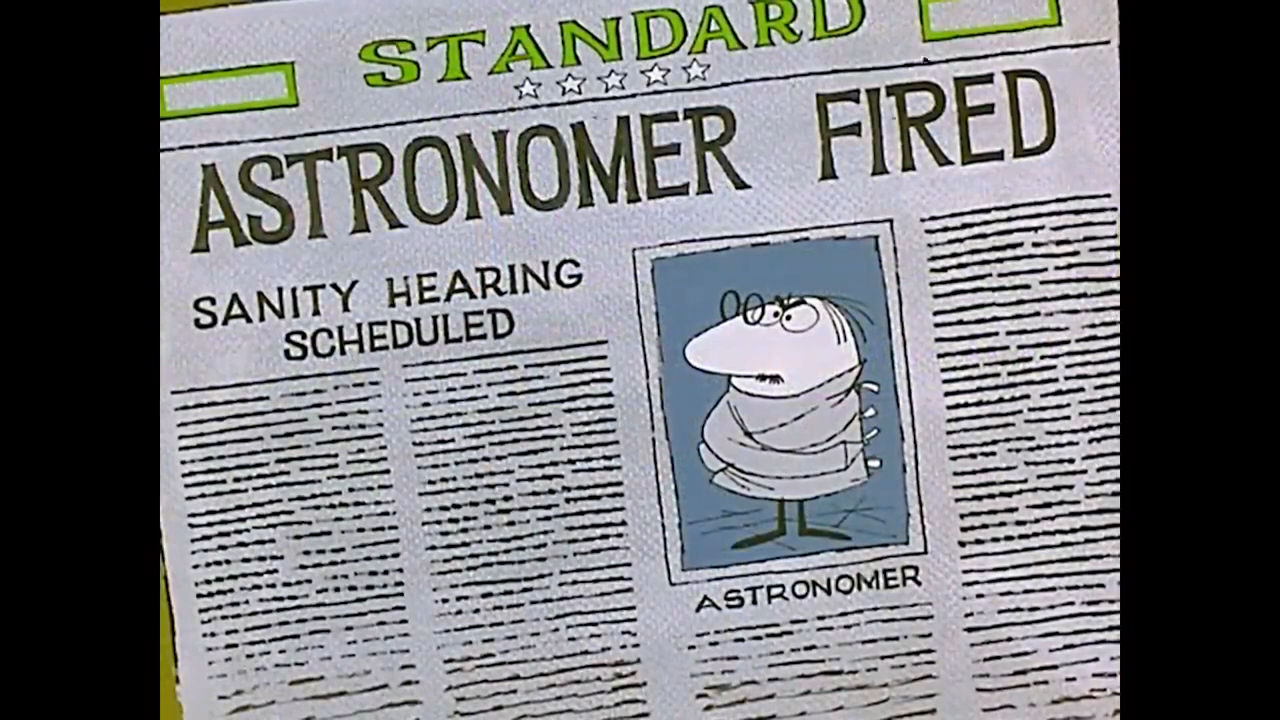 STANDARD
ASTRONOMER FIRED
SANITY HEARING
SCHEDULED
ASTRONOMER